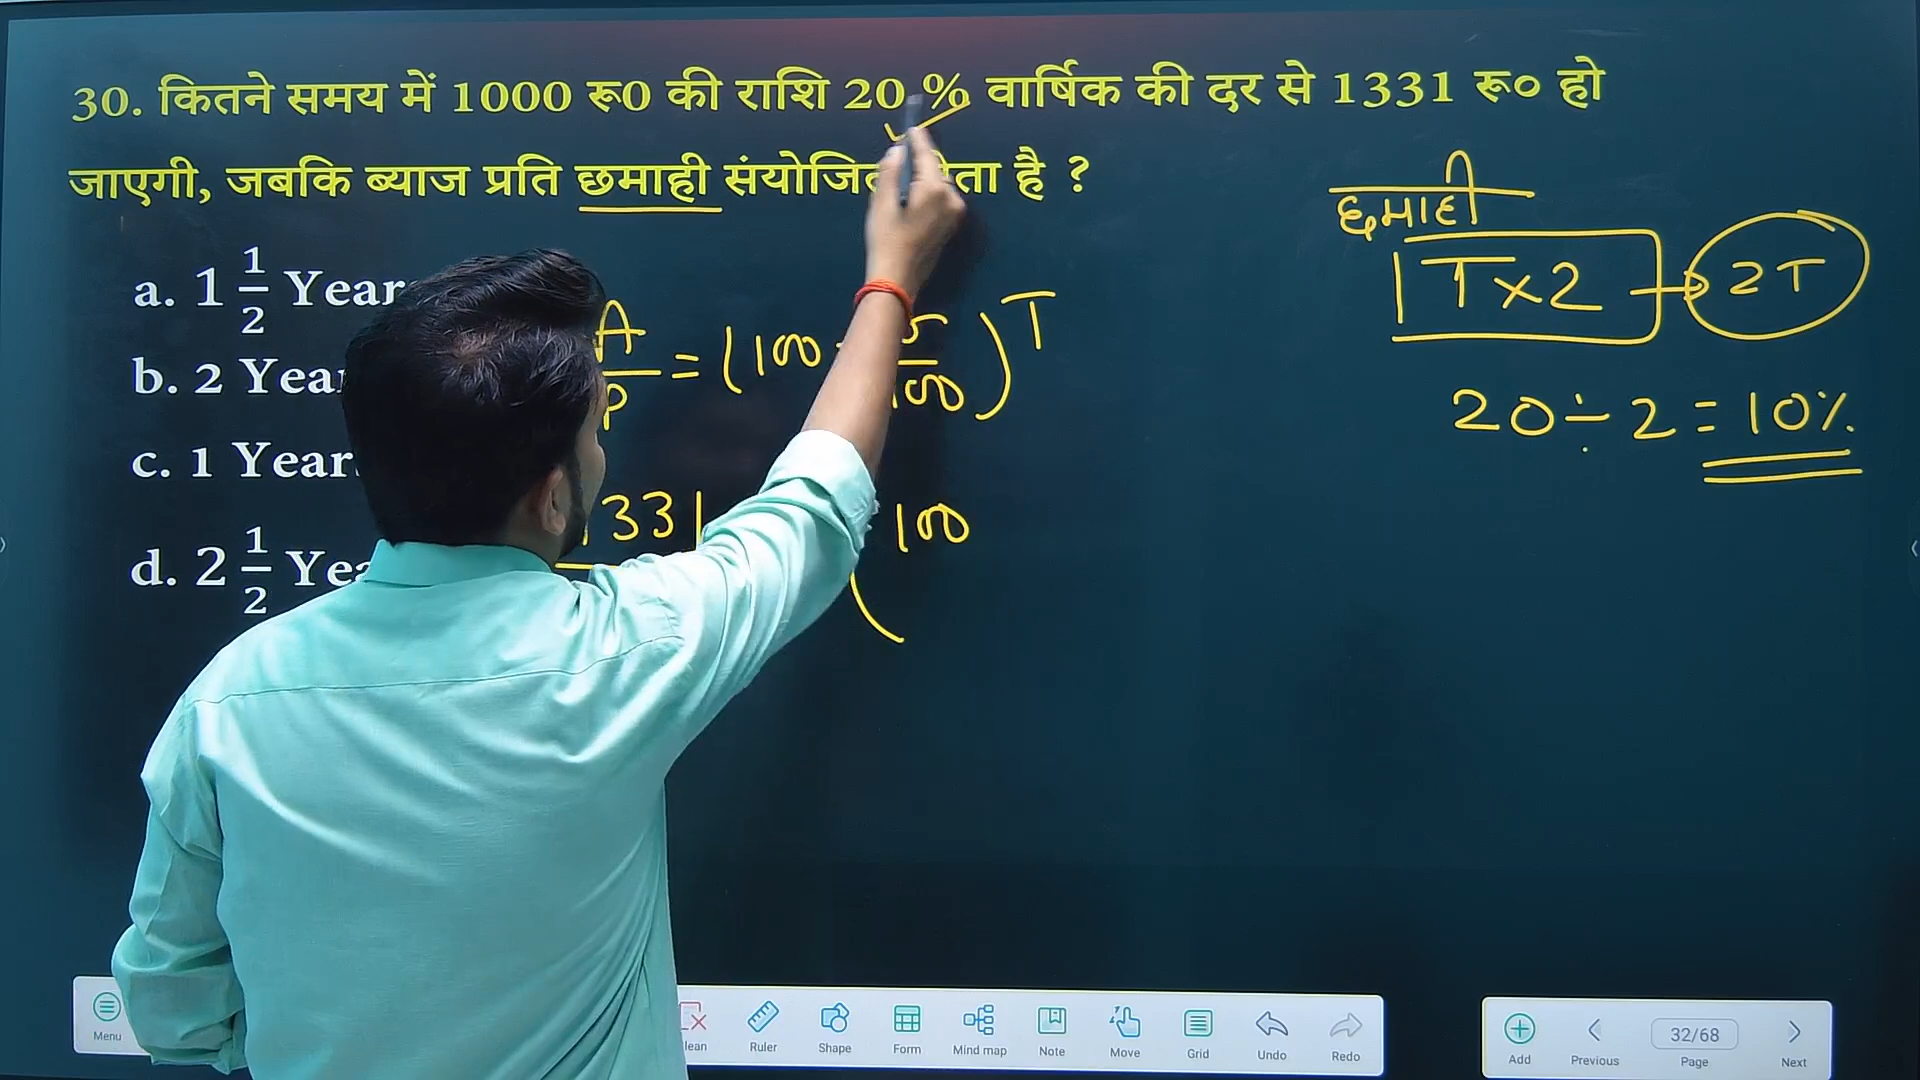 30. कितने समय में 1000 रू0 की राशि 20 % वार्षिक की दर से 1331 रू० हो
जाएगी, जबकि ब्याज प्रति छमाही संयोजित है ?
a. 1 1/2 Year
b. 2 Year
c. 1 Year
d. 2 1/2
A/P = (100 /100)^T
1331
( 100
छमाही
T×2 → 2T
20 ÷ 2 = 10%
Menu
Ruler
Shape
Form
Mind map
Note
Move
Grid
Undo
Redo
Add
Previous
32/68
Page
Next